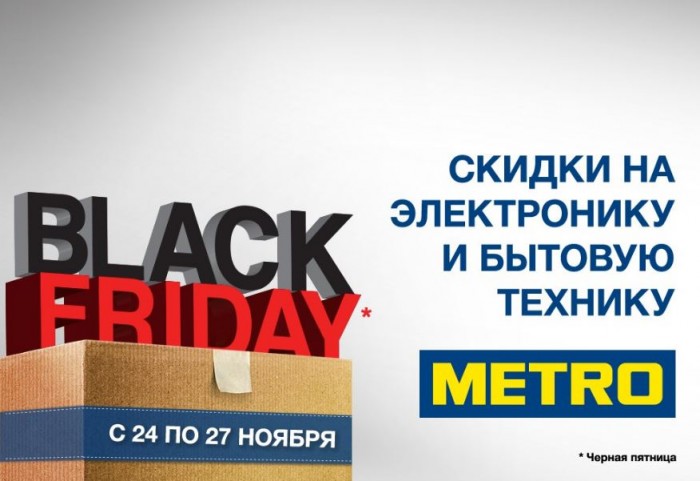 BLACK
FRIDAY*
С 24 ПО 27 НОЯБРЯ
СКИДКИ НА
ЭЛЕКТРОНИКУ
И БЫТОВУЮ
ТЕХНИКУ
METRO
* Черная пятница